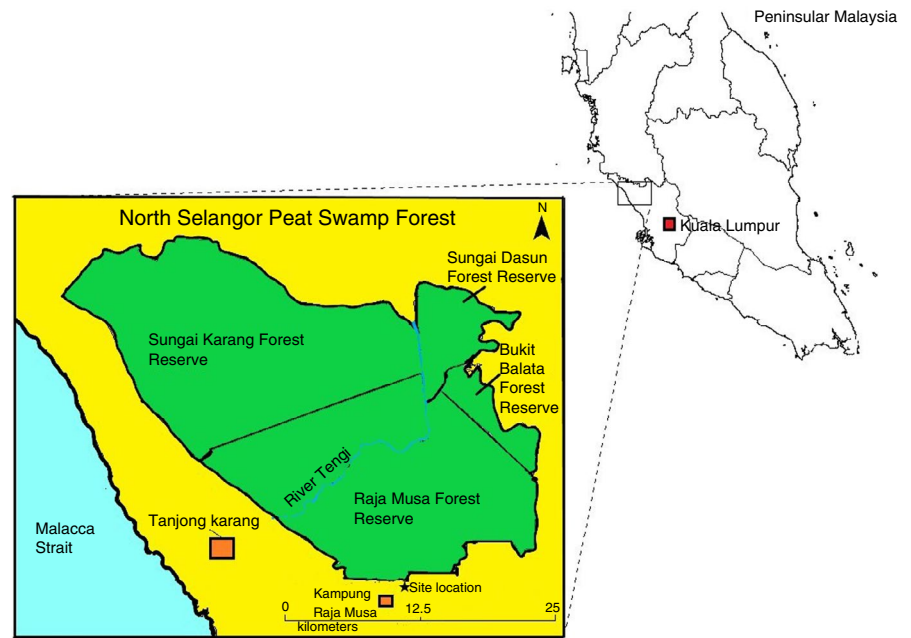 Peninsular Malaysia
Kuala Lumpur
North Selangor Peat Swamp Forest
N
Sungai Dasun
Forest Reserve
Sungai Karang Forest
Reserve
Bukit
Balata
Forest
Reserve
River Tengi
Raja Musa Forest
Reserve
Tanjong karang
Malacca
Strait
Site location
Kampung
Raja Musa
0
12.5
25
kilometers